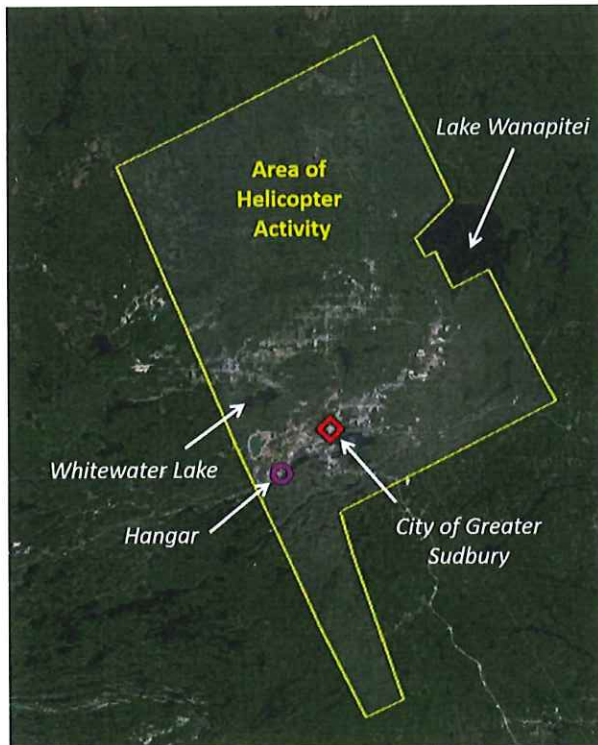 Lake Wanapitei
Area of
Helicopter
Activity
Whitewater Lake
Hangar
City of Greater
Sudbury